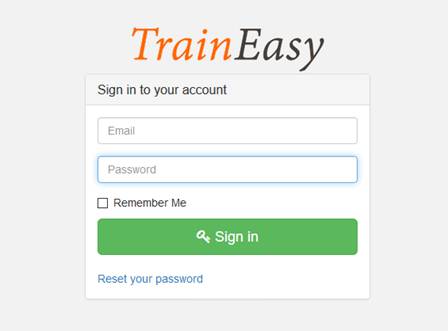 TrainEasy
Sign in to your account
Email
Password
Remember Me
Sign in
Reset your password